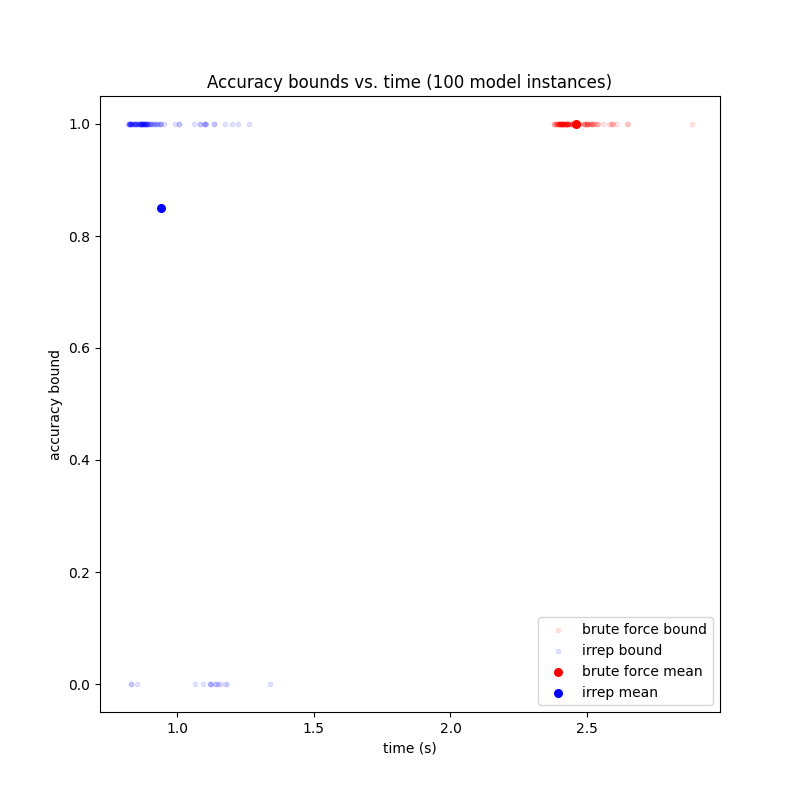 Accuracy bounds vs. time (100 model instances)
1.0
0.8
0.6
0.4
0.2
0.0
accuracy bound
brute force bound
irrep bound
brute force mean
irrep mean
1.0 1.5 2.0 2.5
time (s)